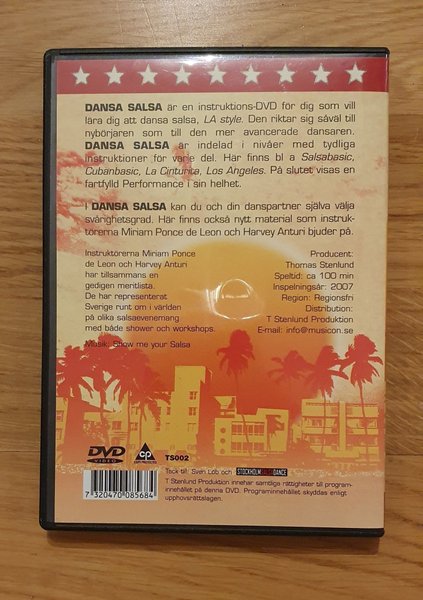 DANSA SALSA är en instruktions-DVD för dig som vill
lära dig att dansa salsa, LA style. Den riktar sig såväl till
nybörjaren som till den mer avancerade dansaren.
DANSA SALSA är indelad i nivåer med tydliga
instruktioner för varje del. Här finns bl a Salsabasic,
Cubanbasic, La Cinturita, Los Angeles. På slutet visas en
fartfylld Performance i sin helhet.
I DANSA SALSA kan du och din danspartner själva välja
svårighetsgrad. Här finns också nytt material som instruk-
törerna Miriam Ponce de Leon och Harvey Anturi bjuder på.
Instruktörerna Miriam Ponce
de Leon och Harvey Anturi
har tillsammans en
gedigen meritlista.
De har representerat
Sverige runt om i världen
på olika salsaevenemang
med både shower och workshops.
Musik: Show me your Salsa
Producent:
Thomas Stenlund
Speltid: ca 100 min
Inspelningsår: 2007
Region: Regionsfri
Distribution:
T Stenlund Produktion
E-mail: info@musicon.se
DVD
VIDEO
cp
TS002
7 320470 085684
Tack till: Sven Löb och STOCKHOLM DANCE
T Stenlund Produktion innehar samtliga rättigheter till program-
innehållet på denna DVD. Programinnehållet skyddas enligt
upphovsrättslagen.